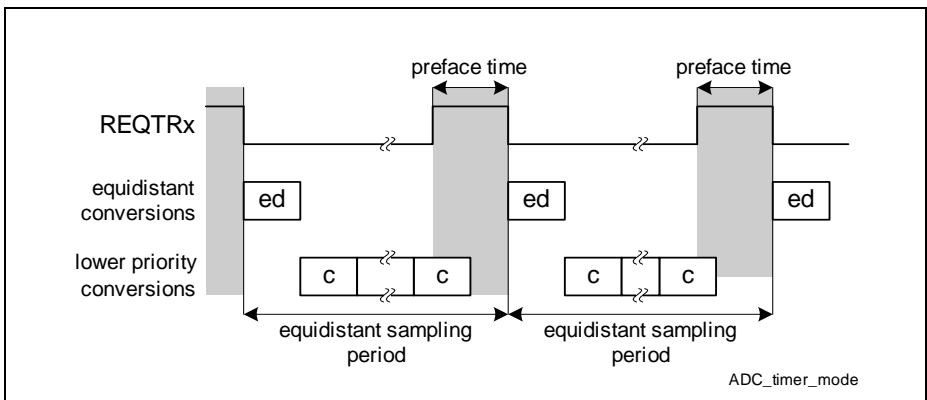 preface time
preface time
REQTRx
equidistant
conversions
ed
ed
ed
lower priority
conversions
c
c
c
c
equidistant sampling
period
equidistant sampling
period
ADC_timer_mode